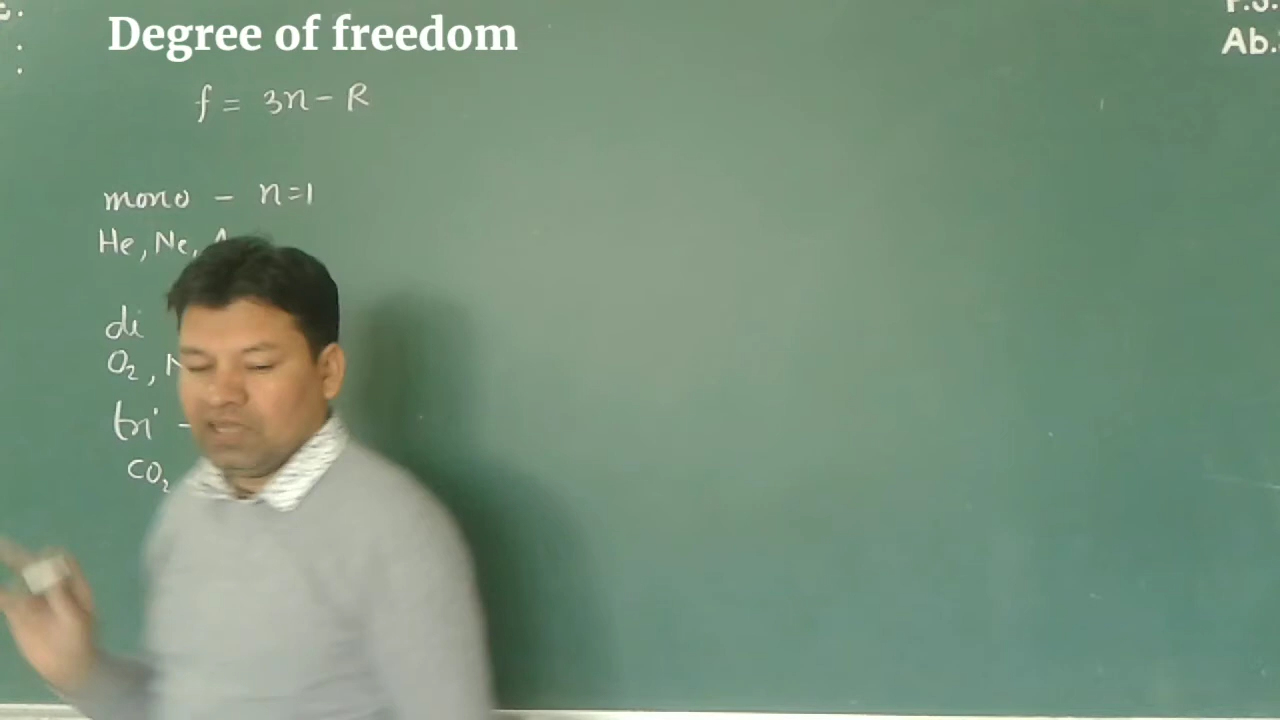 Degree of freedom
f = 3n - R
mono - n=1
He, Ne,
di
O₂,
tri -
CO₂
Ab.